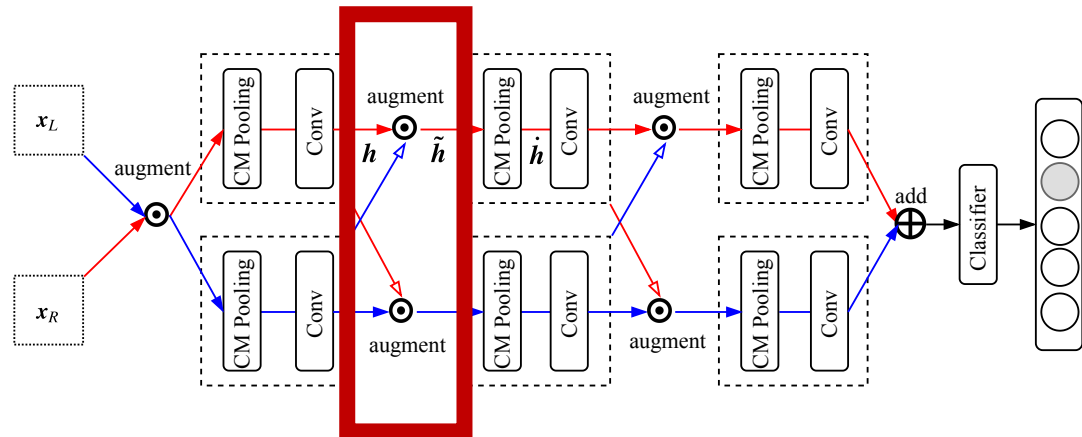 x_L
x_R
augment
CM Pooling
Conv
CM Pooling
Conv
augment
h
h̃
augment
CM Pooling
ḣ
Conv
CM Pooling
Conv
augment
augment
CM Pooling
Conv
CM Pooling
Conv
add
Classifier